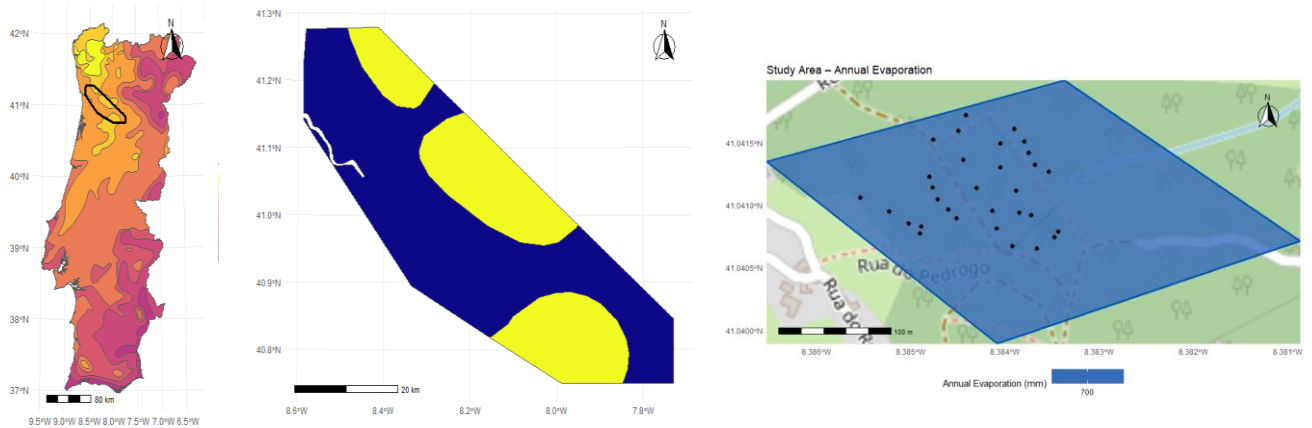 N
42°N
41°N
40°N
39°N
38°N
37°N
80 km
9.5°W 9.0°W 8.5°W 8.0°W 7.5°W 7.0°W 6.5°W
N
41.3°N
41.2°N
41.1°N
41.0°N
40.9°N
40.8°N
20 km
8.6°W 8.4°W 8.2°W 8.0°W 7.8°W
Study Area – Annual Evaporation
N
41.0415°N
41.0410°N
41.0405°N
41.0400°N
Rua do Pedrogo
Rua do
100 m
8.385°W 8.385°W 8.384°W 8.383°W 8.382°W 8.381°W
Annual Evaporation (mm)
700